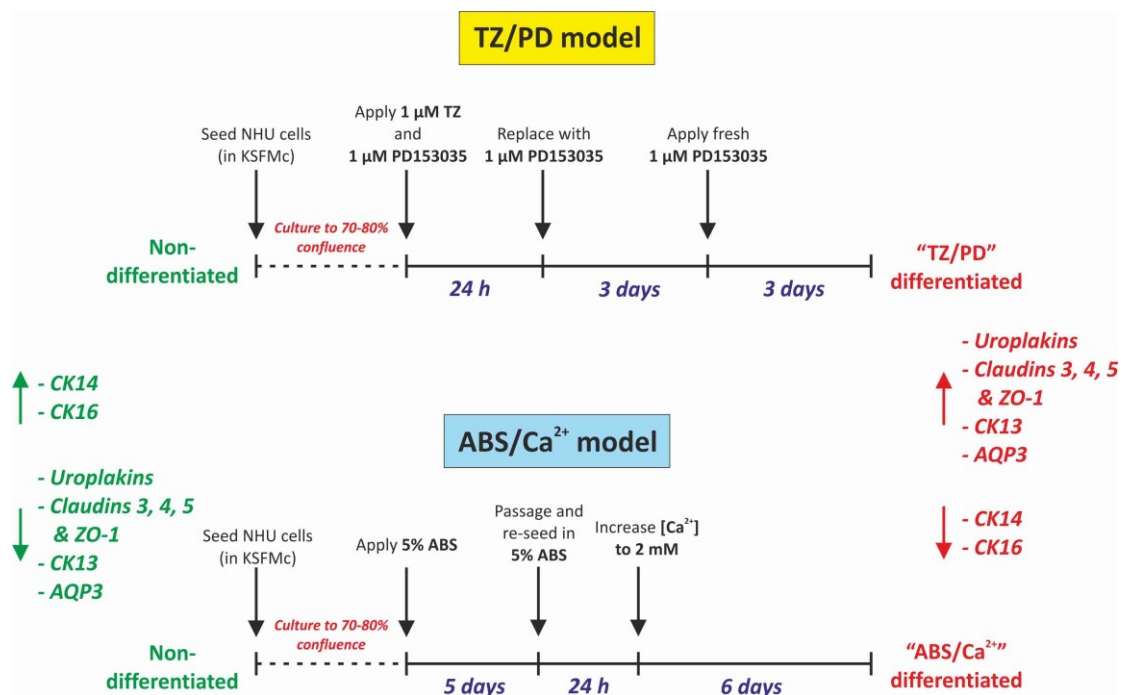 TZ/PD model
Seed NHU cells
(in KSFMc)
Apply 1 µM TZ
and
1 µM PD153035
Replace with
1 µM PD153035
Apply fresh
1 µM PD153035
Culture to 70-80%
confluence
Non-
differentiated
24 h
3 days
3 days
“TZ/PD”
differentiated
- CK14
- CK16
- Uroplakins
- Claudins 3, 4, 5
& ZO-1
- CK13
- AQP3
- Uroplakins
- Claudins 3, 4, 5
& ZO-1
- CK13
- AQP3
- CK14
- CK16
ABS/Ca²⁺ model
Seed NHU cells
(in KSFMc)
Apply 5% ABS
Passage and
re-seed in
5% ABS
Increase [Ca²⁺]
to 2 mM
Culture to 70-80%
confluence
Non-
differentiated
5 days
24 h
6 days
“ABS/Ca²⁺”
differentiated